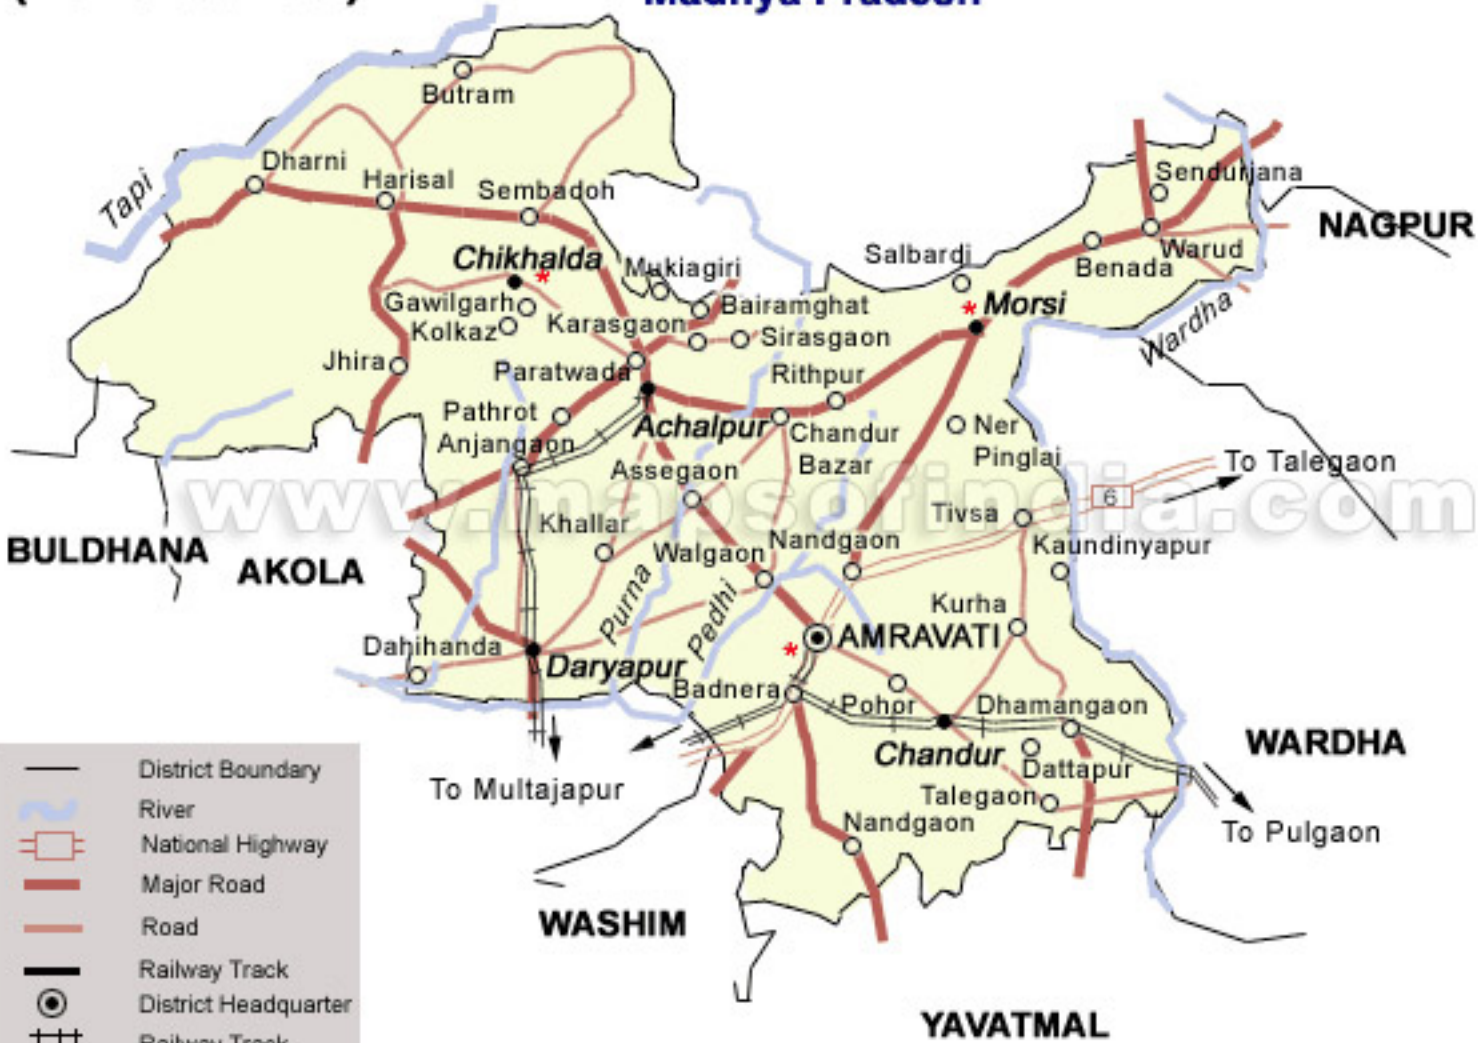 Madhya Pradesh
Butram
Tapi
Dharni
Harisal
Sembadoh
Sendurjana
NAGPUR
Chikhalda
*
Mukiagiri
Salbardi
Warud
Benada
Gawilgarh
Bairamghat
*
Morsi
Kolkaz
Karasgaon
Sirasgaon
Wardha
Jhira
Paratwada
Rithpur
Pathrot
Achalpur
Chandur
Bazar
Ner
Pinglai
Anjangaon
Assegaon
To Talegaon
www.mapsofindia.com
6
Khallar
Tivsa
BULDHANA
AKOLA
Walgaon
Nandgaon
Kaundinyapur
Purna
Pedhi
Kurha
Dahihanda
*
AMRAVATI
Daryapur
Badnera
Pohor
Dhamangaon
WARDHA
Chandur
Dattapur
To Multajapur
Talegaon
Nandgaon
To Pulgaon
District Boundary
River
National Highway
Major Road
Road
Railway Track
District Headquarter
Railway Track
WASHIM
YAVATMAL